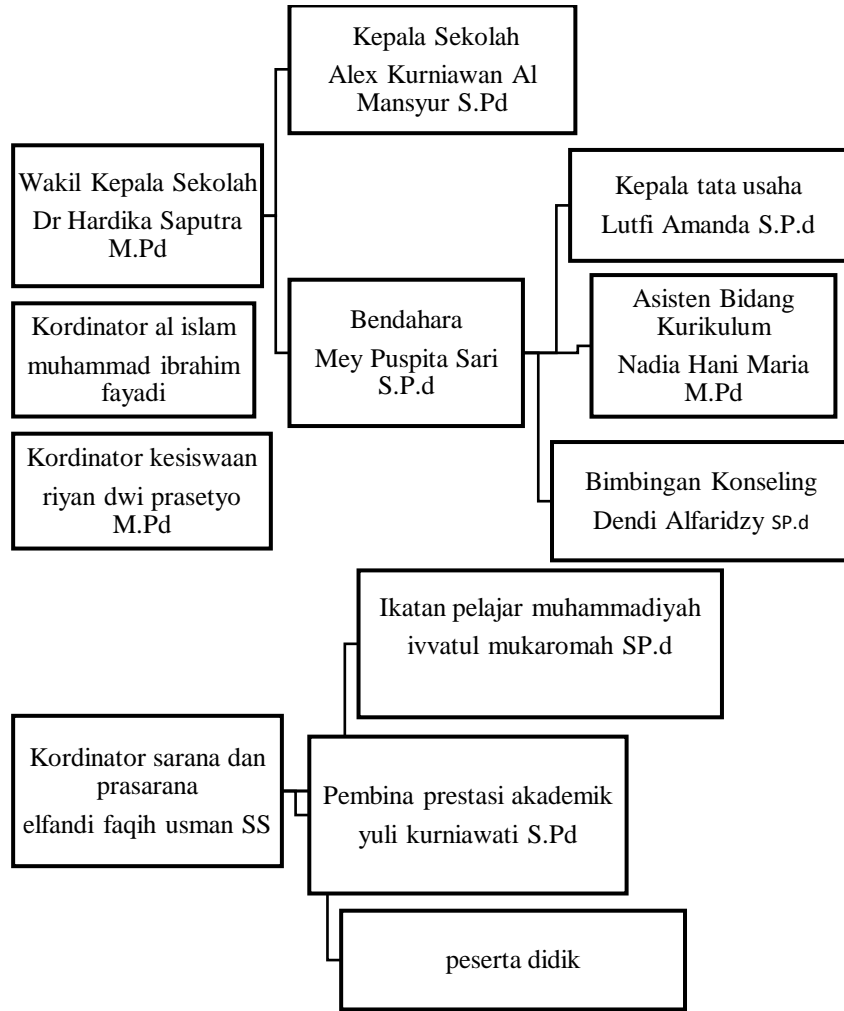 Kepala Sekolah
Alex Kurniawan Al
Mansyur S.Pd
Wakil Kepala Sekolah
Dr Hardika Saputra
M.Pd
Kepala tata usaha
Lutfi Amanda S.P.d
Bendahara
Mey Puspita Sari
S.P.d
Asisten Bidang
Kurikulum
Nadia Hani Maria
M.Pd
Kordinator al islam
muhammad ibrahim
fayadi
Kordinator kesiswaan
riyan dwi prasetyo
M.Pd
Bimbingan Konseling
Dendi Alfaridzy SP.d
Ikatan pelajar muhammadiyah
ivvatul mukaromah SP.d
Kordinator sarana dan
prasarana
elfandi faqih usman SS
Pembina prestasi akademik
yuli kurniawati S.Pd
peserta didik